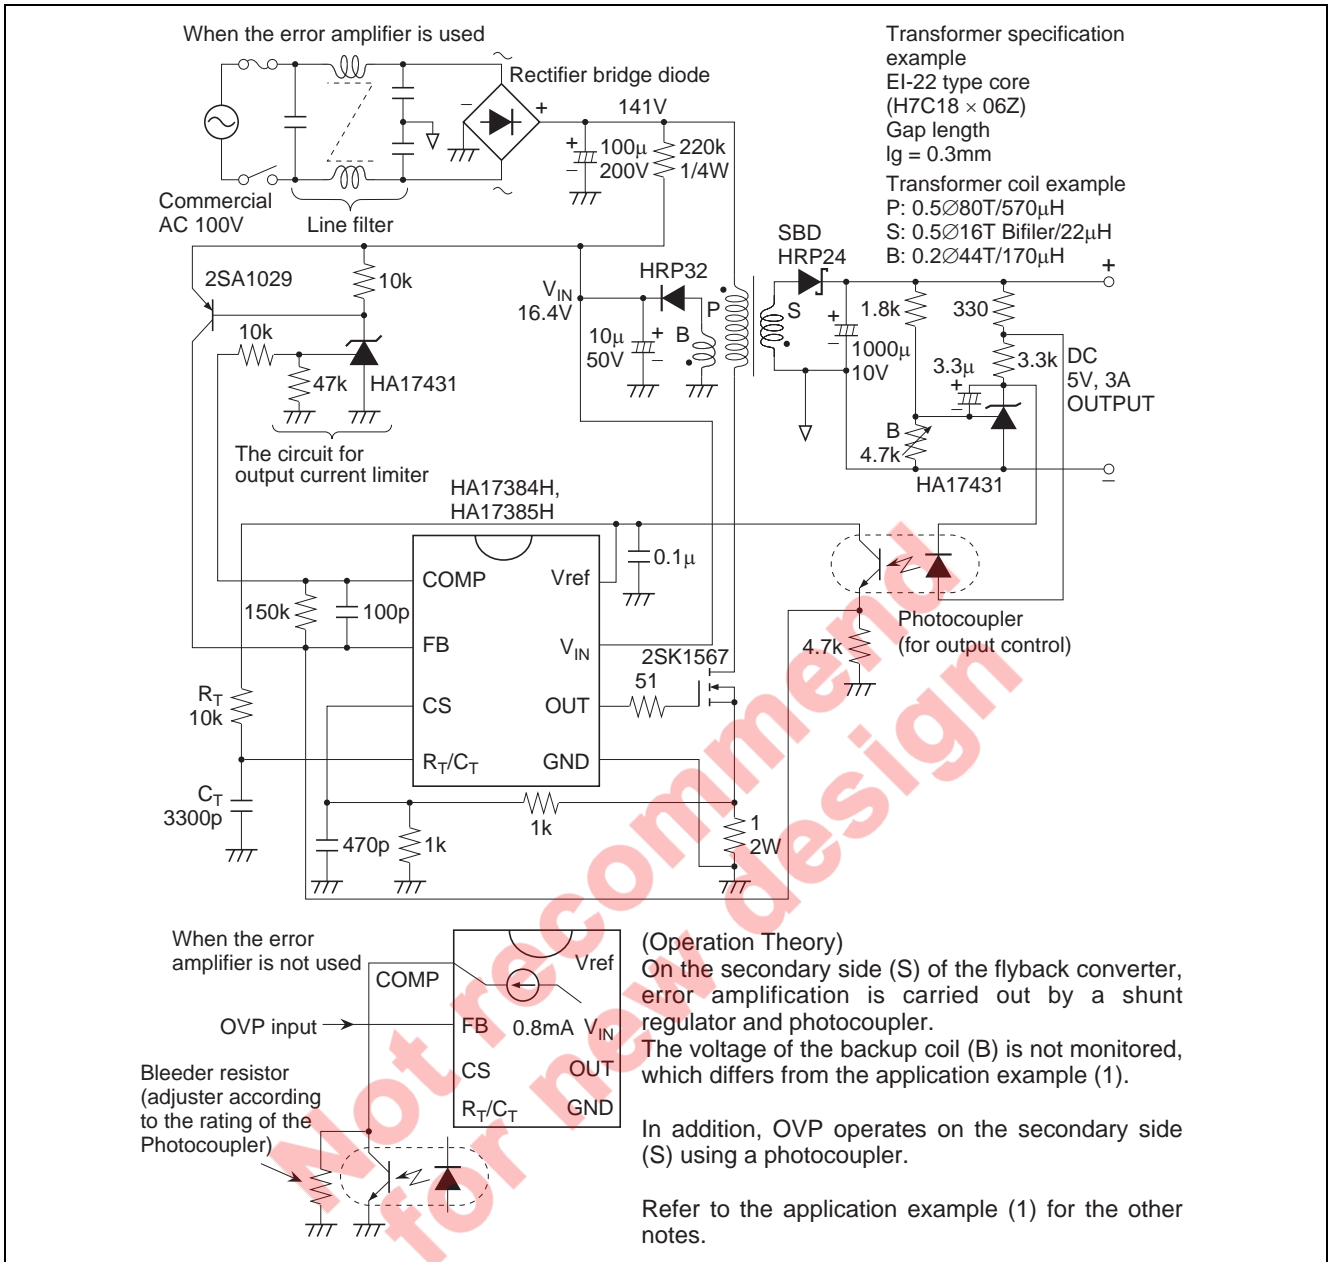 When the error amplifier is used
Rectifier bridge diode
141V
100μ
200V
220k
1/4W
Commercial
AC 100V
Line filter
Transformer specification
example
EI-22 type core
(H7C18 × 06Z)
Gap length
lg = 0.3mm
Transformer coil example
P: 0.5∅80T/570μH
S: 0.5∅16T Bifiler/22μH
B: 0.2∅44T/170μH
2SA1029
10k
10k
47k
HA17431
The circuit for
output current limiter
VIN
16.4V
HRP32
10μ
50V
B
P
S
SBD
HRP24
1000μ
10V
1.8k
330
3.3k
3.3μ
B
4.7k
HA17431
DC
5V, 3A
OUTPUT
+
−
HA17384H,
HA17385H
COMP
FB
CS
RT/CT
Vref
VIN
OUT
GND
0.1μ
150k
100p
RT
10k
CT
3300p
470p
1k
1k
51
2SK1567
1
2W
4.7k
Photocoupler
(for output control)
When the error
amplifier is not used
COMP
Vref
OVP input
FB
0.8mA
VIN
CS
OUT
RT/CT
GND
Bleeder resistor
(adjuster according
to the rating of the
Photocoupler)
(Operation Theory)
On the secondary side (S) of the flyback converter,
error amplification is carried out by a shunt
regulator and photocoupler.
The voltage of the backup coil (B) is not monitored,
which differs from the application example (1).
In addition, OVP operates on the secondary side
(S) using a photocoupler.
Refer to the application example (1) for the other
notes.
Not recommend
for new design